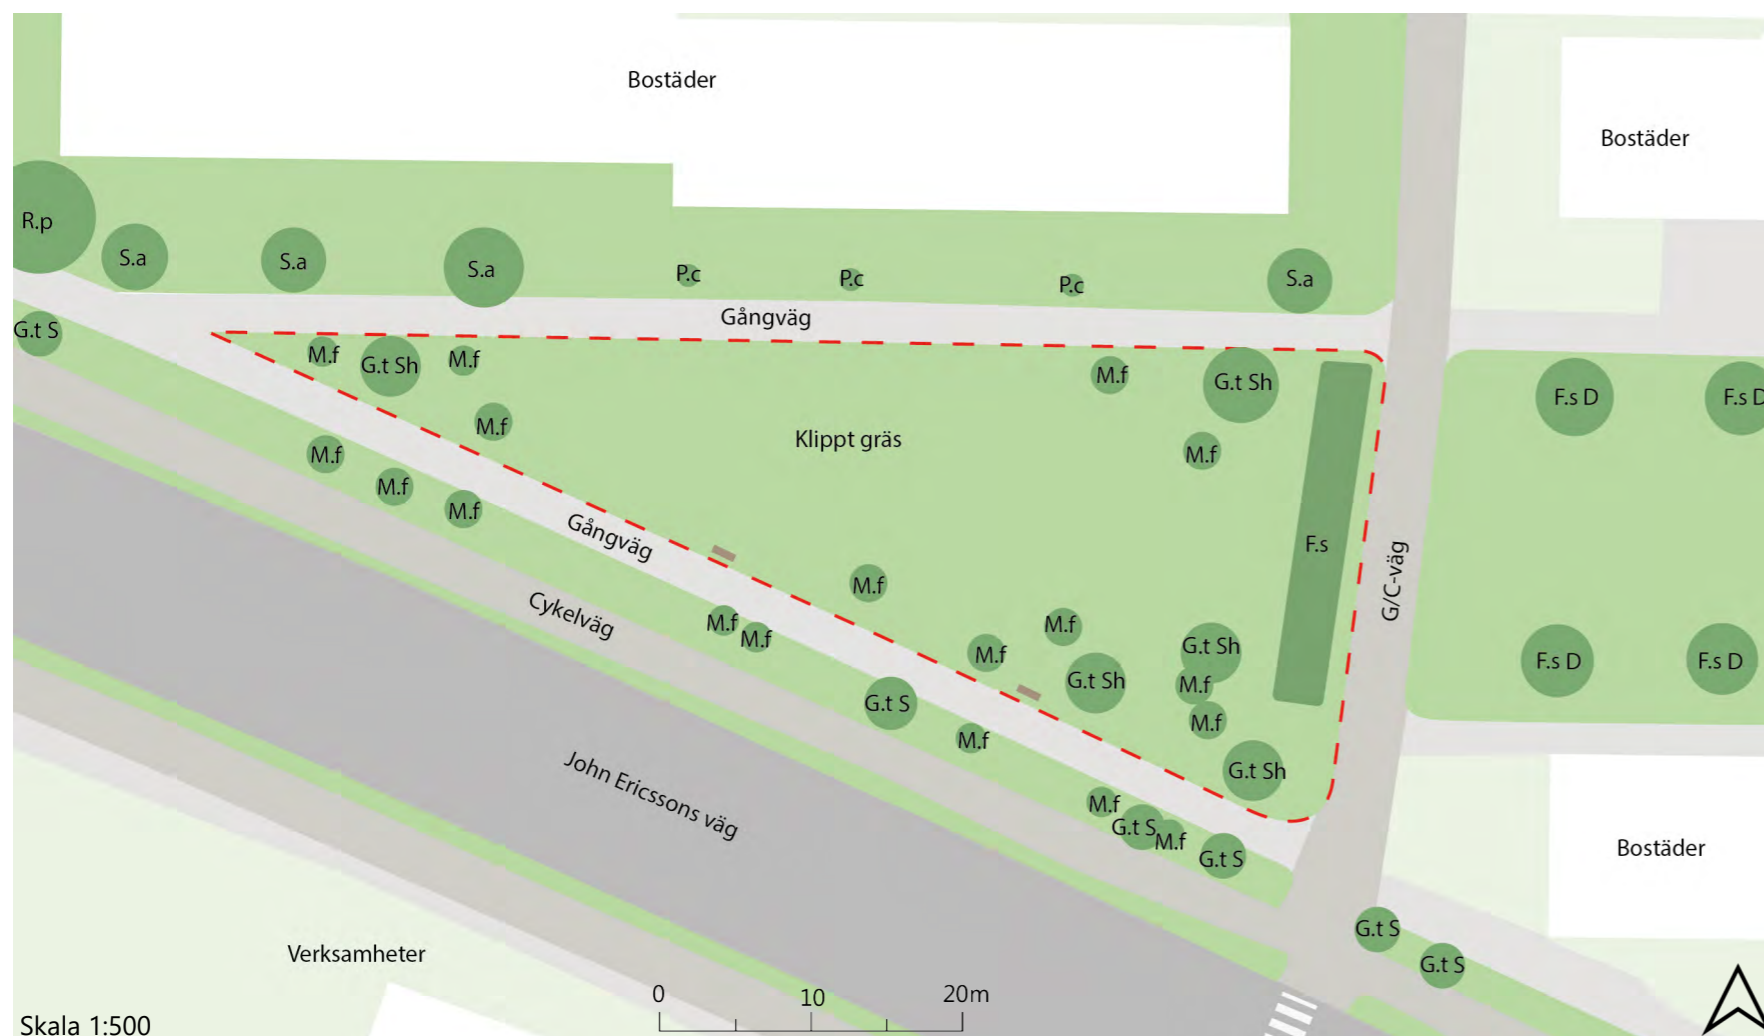 Bostäder
Bostäder
R.p
S.a
S.a
S.a
P.c
P.c
P.c
S.a
Gångväg
G.t S
M.f
G.t Sh
M.f
M.f
G.t Sh
F.s D
F.s D
M.f
Klippt gräs
M.f
M.f
M.f
M.f
Gångväg
F.s
G/C-väg
M.f
Cykelväg
M.f
M.f
M.f
M.f
G.t Sh
F.s D
F.s D
G.t Sh
M.f
G.t S
M.f
M.f
G.t Sh
John Ericssons väg
M.f
G.t S
M.f
G.t S
Bostäder
G.t S
G.t S
Verksamheter
0 10 20m
Skala 1:500